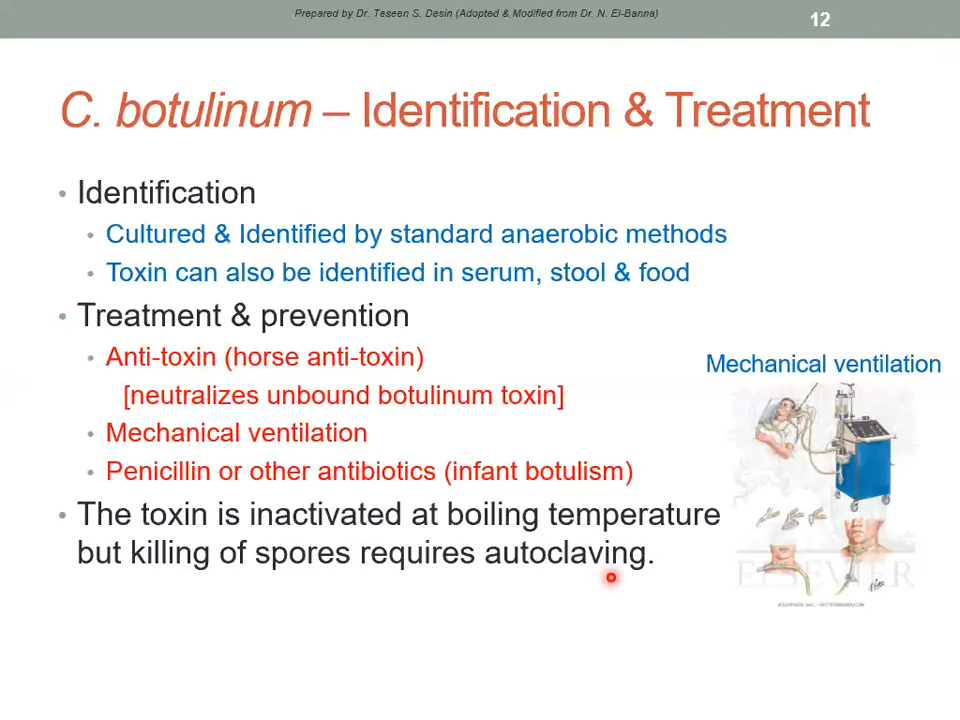 Prepared by Dr. Taseen S. Desin (Adopted & Modified from Dr. N. El-Banna)
12
C. botulinum – Identification & Treatment
• Identification
• Cultured & Identified by standard anaerobic methods
• Toxin can also be identified in serum, stool & food
• Treatment & prevention
• Anti-toxin (horse anti-toxin)
[neutralizes unbound botulinum toxin]
• Mechanical ventilation
• Penicillin or other antibiotics (infant botulism)
• The toxin is inactivated at boiling temperature
but killing of spores requires autoclaving.
Mechanical ventilation
ELSEVIER